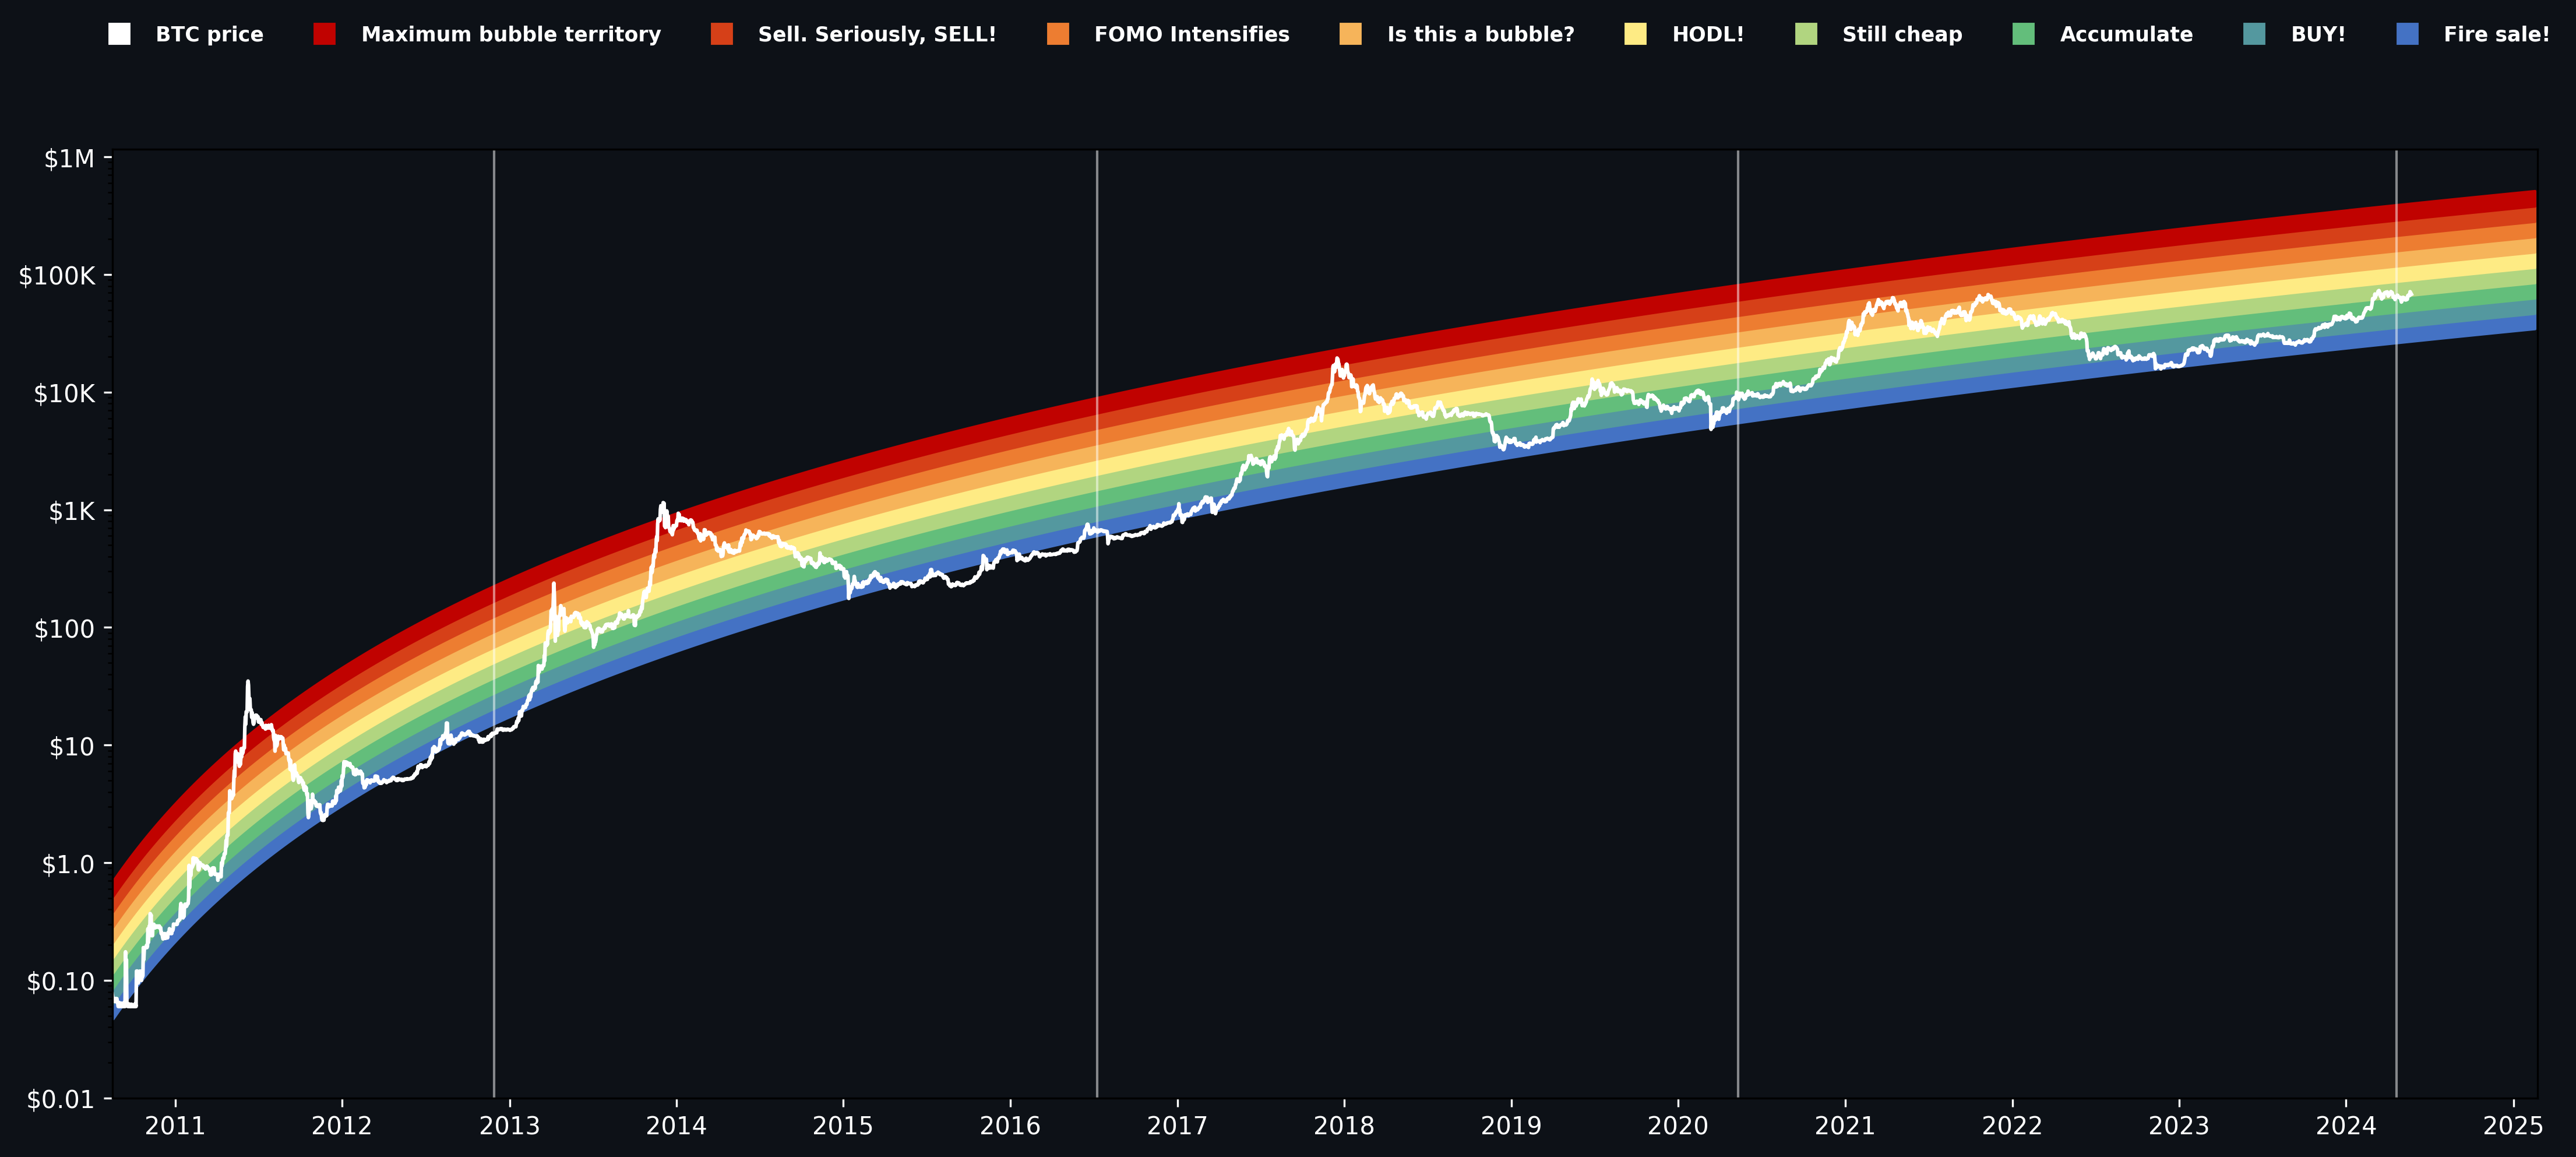 BTC price Maximum bubble territory Sell. Seriously, SELL! FOMO Intensifies Is this a bubble? HODL! Still cheap Accumulate BUY! Fire sale!
$1M
$100K
$10K
$1K
$100
$10
$1.0
$0.10
$0.01
2011 2012 2013 2014 2015 2016 2017 2018 2019 2020 2021 2022 2023 2024 2025